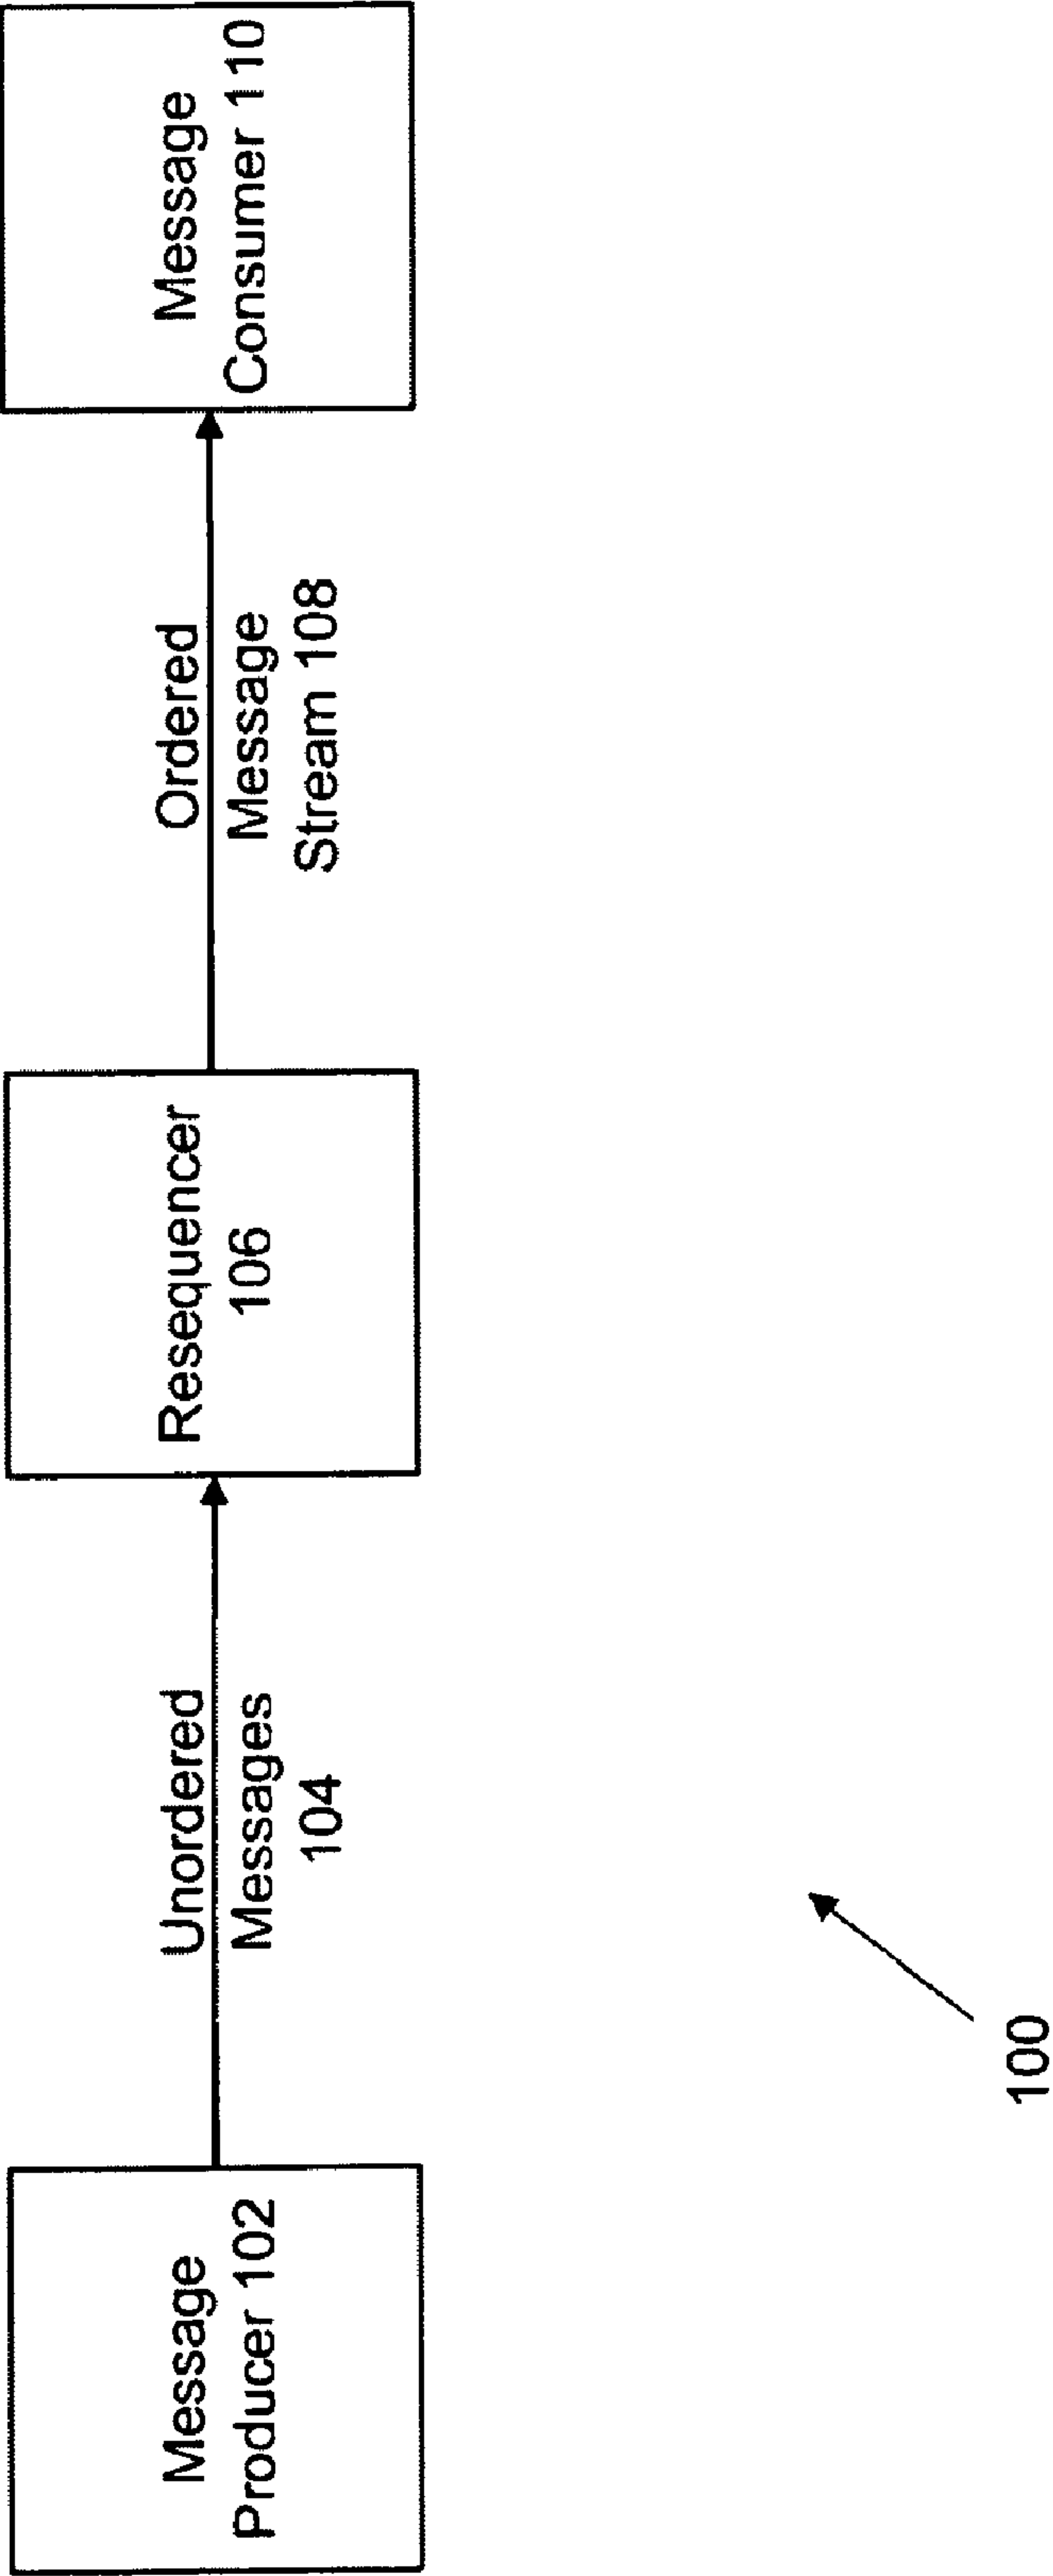 Message
Producer 102
Unordered
Messages
104
Resequencer
106
Ordered
Message
Stream 108
Message
Consumer 110
100